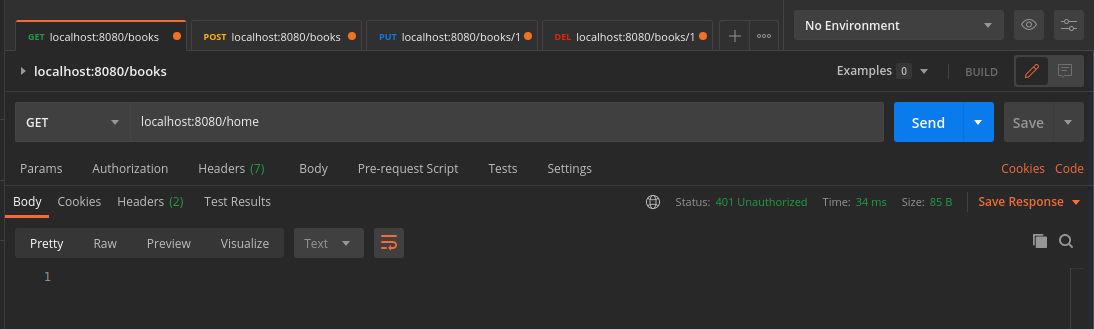 GET localhost:8080/books POST localhost:8080/books PUT localhost:8080/books/1 DEL localhost:8080/books/1 No Environment
localhost:8080/books Examples 0 BUILD
GET localhost:8080/home Send Save
Params Authorization Headers (7) Body Pre-request Script Tests Settings Cookies Code
Body Cookies Headers (2) Test Results Status: 401 Unauthorized Time: 34 ms Size: 85 B Save Response
Pretty Raw Preview Visualize Text
1